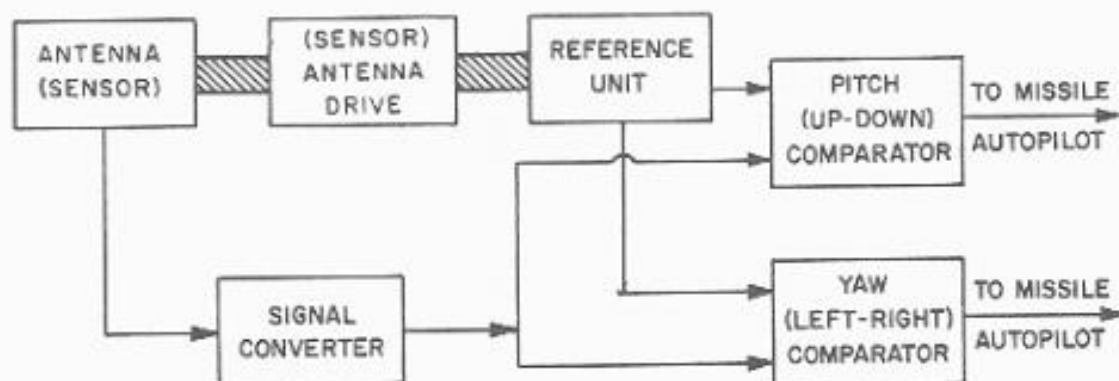 ANTENNA
(SENSOR)
(SENSOR)
ANTENNA
DRIVE
REFERENCE
UNIT
PITCH
(UP-DOWN)
COMPARATOR
TO MISSILE
AUTOPILOT
SIGNAL
CONVERTER
YAW
(LEFT-RIGHT)
COMPARATOR
TO MISSILE
AUTOPILOT